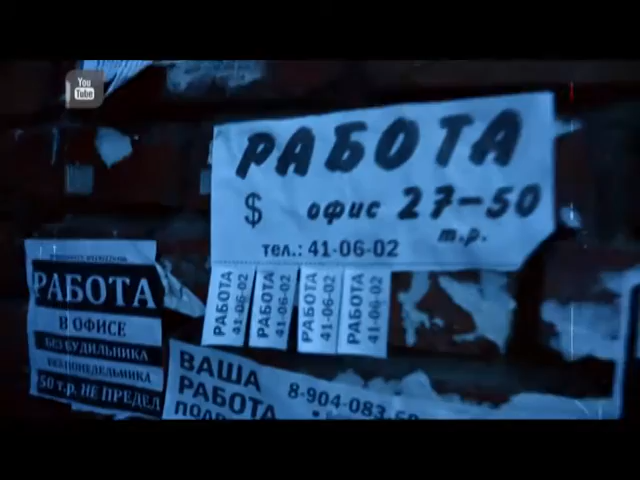 You
Tube
РАБОТА
$ офис 27-50
т.р.
тел.: 41-06-02
РАБОТА 41-06-02
РАБОТА 41-06-02
РАБОТА 41-06-02
РАБОТА 41-06-02
РАБОТА
В ОФИСЕ
БЕЗ БУДИЛЬНИКА
БЕЗ ПОНЕДЕЛЬНИКА
50 т.р. НЕ ПРЕДЕЛ
ВАША
РАБОТА
8-904-083-